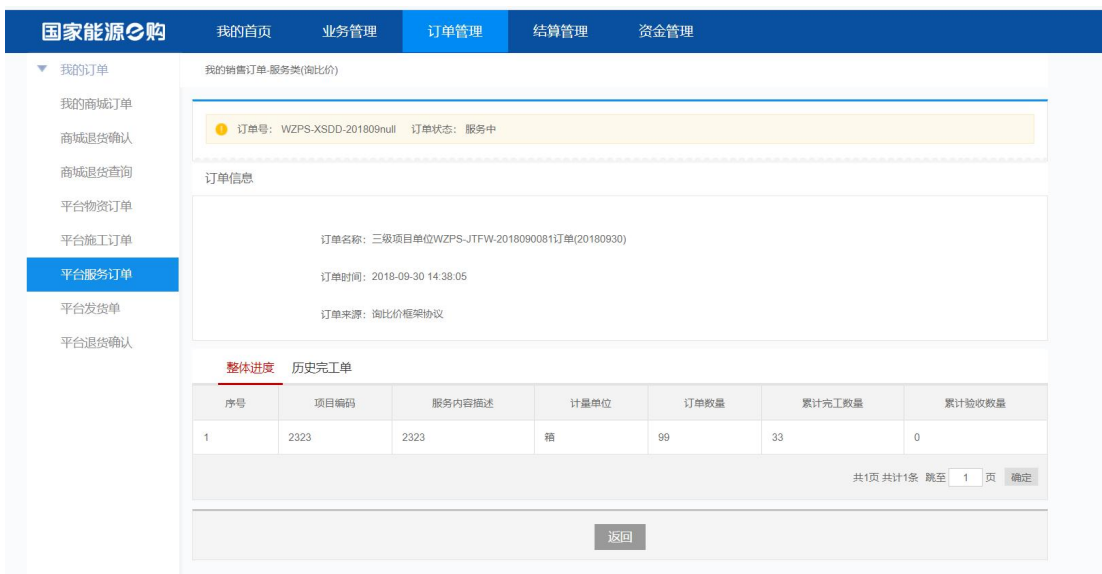 国家能源e购 我的首页 业务管理 订单管理 结算管理 资金管理
我的订单
我的商城订单
商城退货确认
商城退货查询
平台物资订单
平台施工订单
平台服务订单
平台发货单
平台退货确认
我的销售订单-服务类(询比价)
订单号： WZPS-XSDD-201809null 订单状态： 服务中
订单信息
订单名称： 三级项目单位WZPS-JTFW-2018090081订单(20180930)
订单时间： 2018-09-30 14:38:05
订单来源： 询比价框架协议
整体进度 历史完工单
序号 项目编码 服务内容描述 计量单位 订单数量 累计完工数量 累计验收数量
1 2323 2323 箱 99 33 0
共1页 共计1条 跳至 1 页 确定
返回